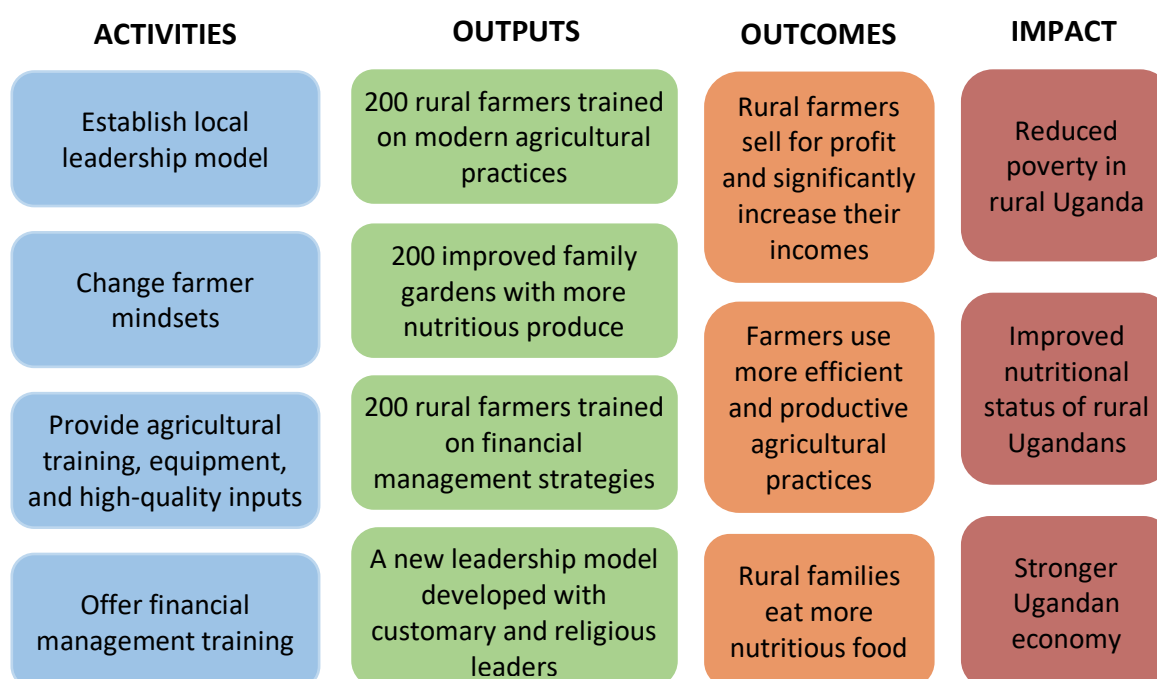 ACTIVITIES
Establish local
leadership model
Change farmer
mindsets
Provide agricultural
training, equipment,
and high-quality inputs
Offer financial
management training
OUTPUTS
200 rural farmers trained
on modern agricultural
practices
200 improved family
gardens with more
nutritious produce
200 rural farmers trained
on financial
management strategies
A new leadership model
developed with
customary and religious
leaders
OUTCOMES
Rural farmers
sell for profit
and significantly
increase their
incomes
Farmers use
more efficient
and productive
agricultural
practices
Rural families
eat more
nutritious food
IMPACT
Reduced
poverty in
rural Uganda
Improved
nutritional
status of rural
Ugandans
Stronger
Ugandan
economy